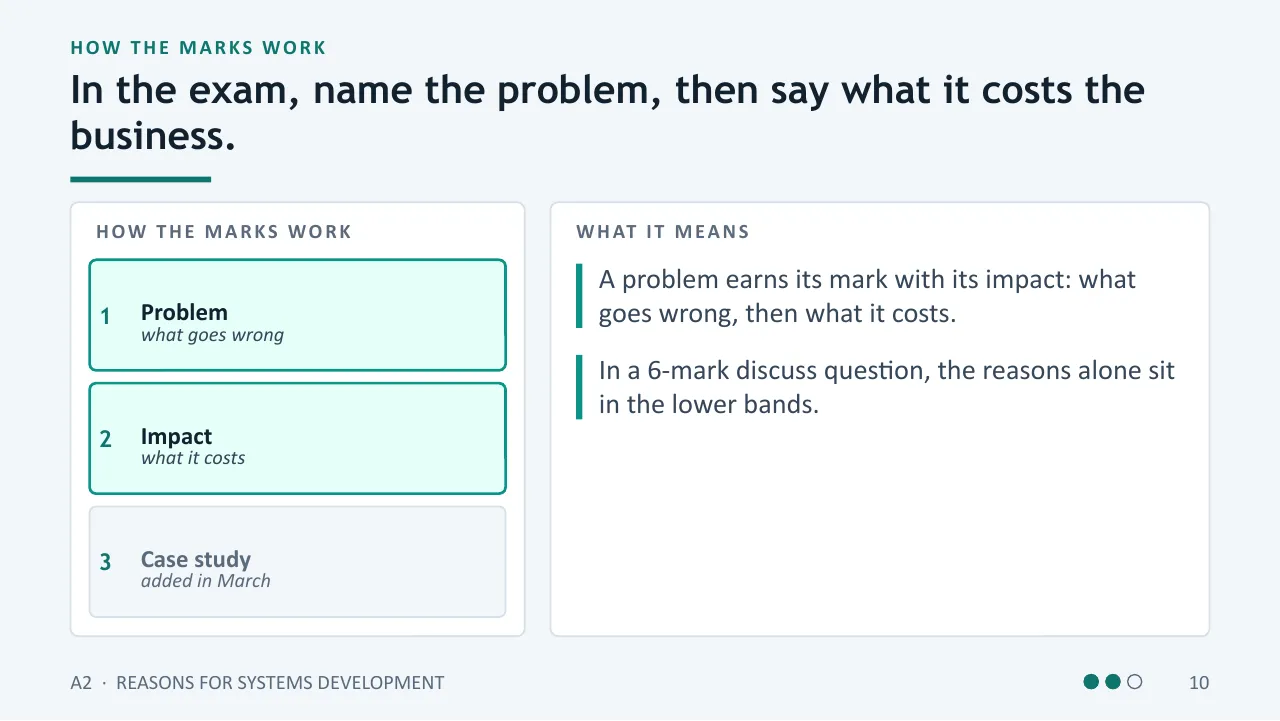 HOW THE MARKS WORK
In the exam, name the problem, then say what it costs the
business.
HOW THE MARKS WORK
1
Problem
what goes wrong
2
Impact
what it costs
3
Case study
added in March
WHAT IT MEANS
A problem earns its mark with its impact: what
goes wrong, then what it costs.
In a 6-mark discuss question, the reasons alone sit
in the lower bands.
A2 · REASONS FOR SYSTEMS DEVELOPMENT
10